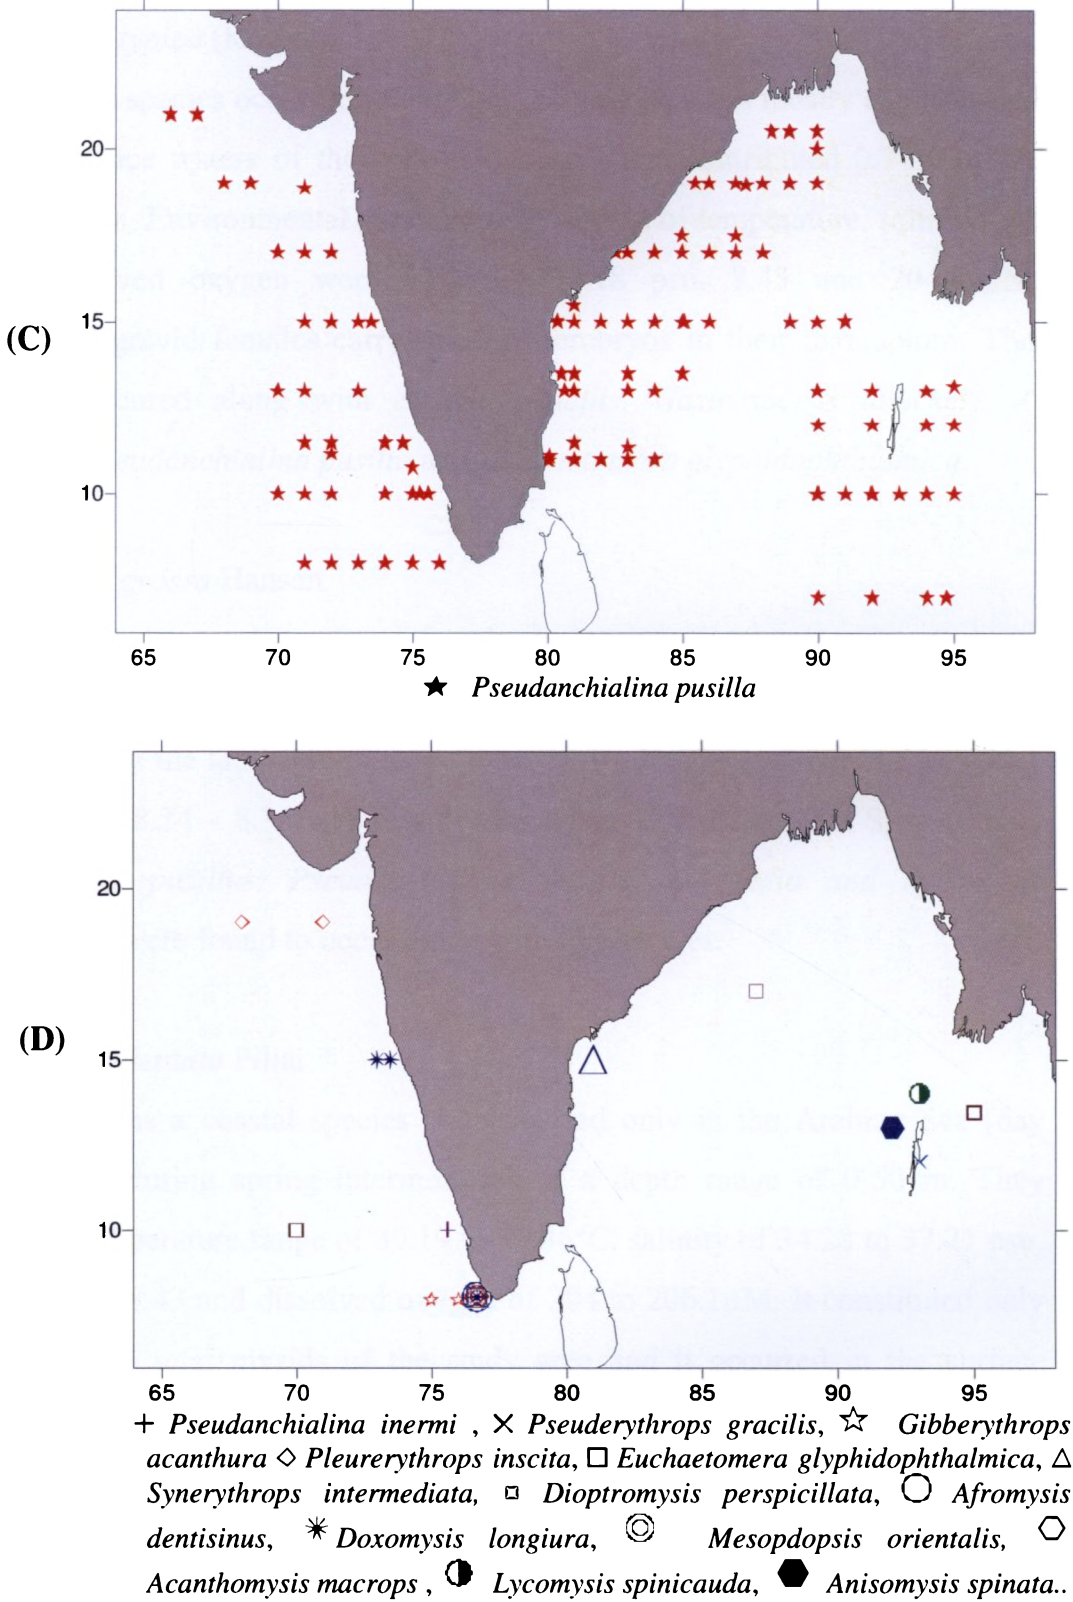 20
(C)
15
10
65 70 75 80 85 90 95
★ Pseudanchialina pusilla
20
(D)
15
10
65 70 75 80 85 90 95
+ Pseudanchialina inermi , × Pseuderythrops gracilis, ☆ Gibberythrops
acanthura ◇ Pleurerythrops inscita, □ Euchaetomera glyphidophthalmica, △
Synerythrops intermediata, Dioptromysis perspicillata, ○ Afromysis
dentisinus, Doxomysis longiura, Mesopdopsis orientalis,
Acanthomysis macrops , Lycomysis spinicauda, Anisomysis spinata..